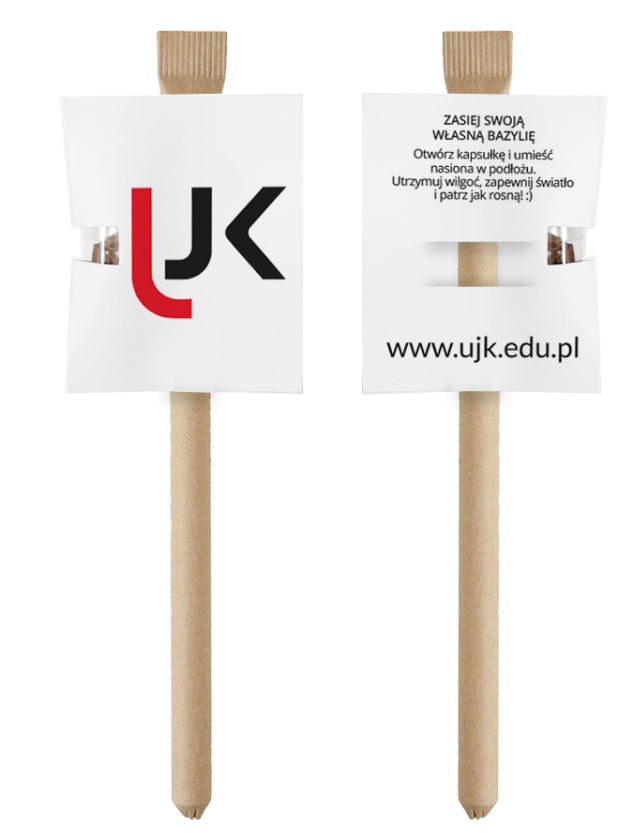 UJK
ZASIEJ SWOJĄ
WŁASNĄ BAZYLIĘ
Otwórz kapsułkę i umieść
nasiona w podłożu.
Utrzymuj wilgoć, zapewnij światło
i patrz jak rosną! :)
www.ujk.edu.pl